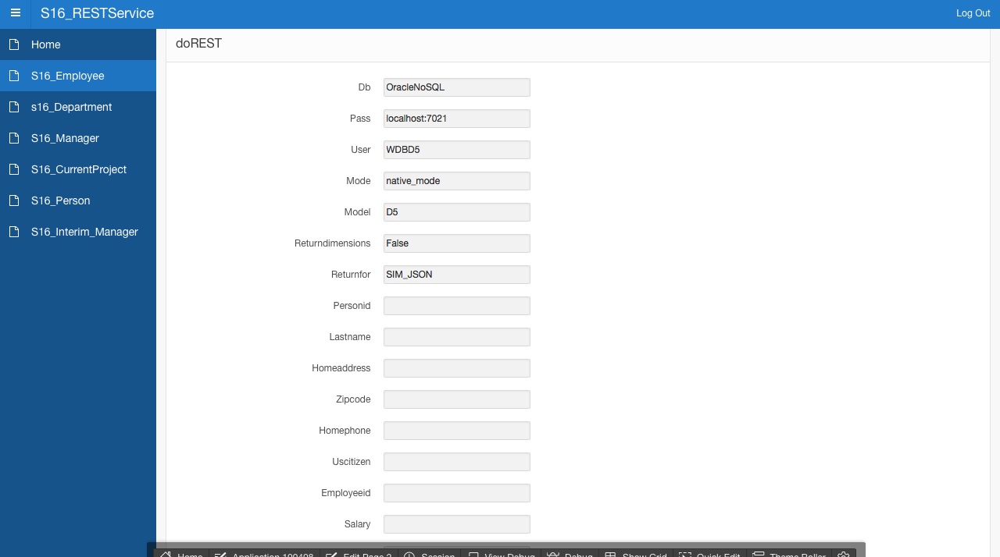 S16_RESTService
Log Out
Home
S16_Employee
s16_Department
S16_Manager
S16_CurrentProject
S16_Person
S16_Interim_Manager
doREST
Db OracleNoSQL
Pass localhost:7021
User WDBD5
Mode native_mode
Model D5
Returndimensions False
Returnfor SIM_JSON
Personid
Lastname
Homeaddress
Zipcode
Homephone
Uscitizen
Employeeid
Salary
Home Application Edit Page 2 Session View Debug Debug Show Grid Quick Edit Theme Roller